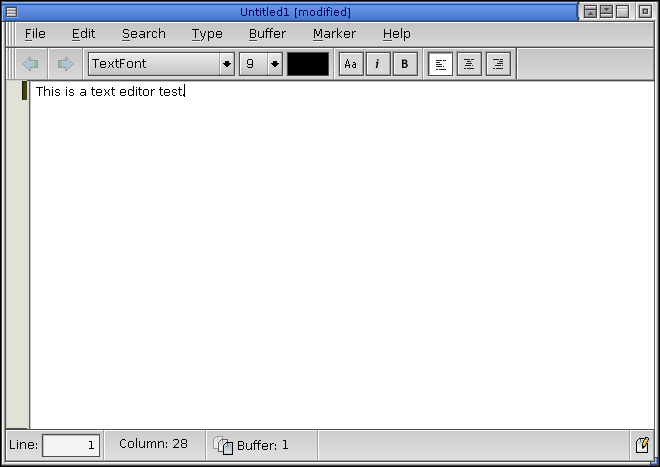 Untitled1 [modified]
File Edit Search Type Buffer Marker Help
TextFont 9 Aa i B
This is a text editor test.
Line: 1 Column: 28 Buffer: 1